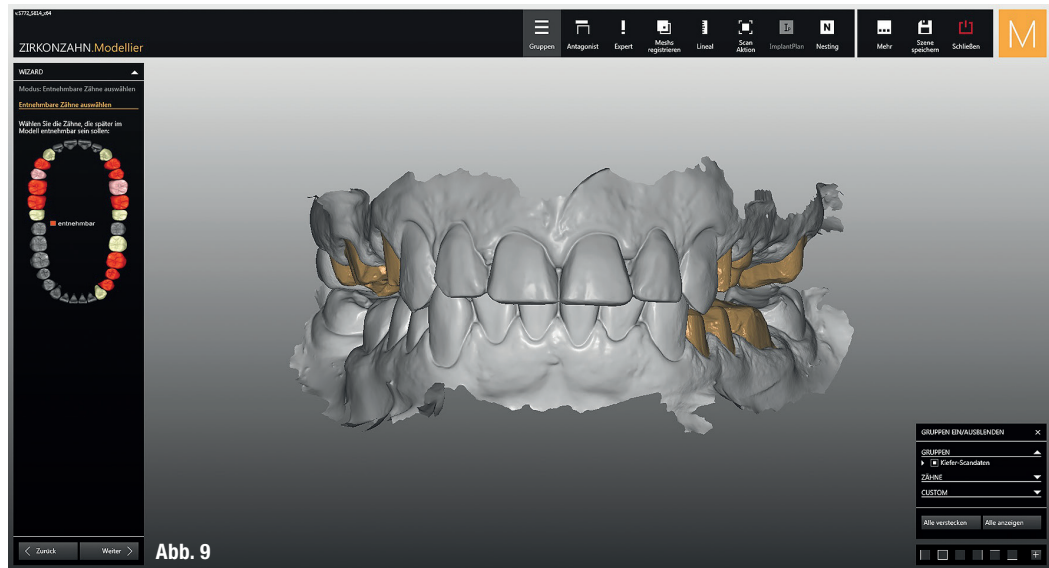 v.5772_5814_x64
ZIRKONZAHN.Modellier
Gruppen
Antagonist
Expert
Meshs
registrieren
Lineal
Scan
Aktion
ImplantPlan
N
Nesting
Mehr
Szene
speichern
Schließen
M
WIZARD
Modus: Entnehmbare Zähne auswählen
Entnehmbare Zähne auswählen
Wählen Sie die Zähne, die später im
Modell entnehmbar sein sollen:
entnehmbar
GRUPPEN EIN/AUSBLENDEN
GRUPPEN
Kiefer-Scandaten
ZÄHNE
CUSTOM
Alle verstecken
Alle anzeigen
Zurück
Weiter
Abb. 9